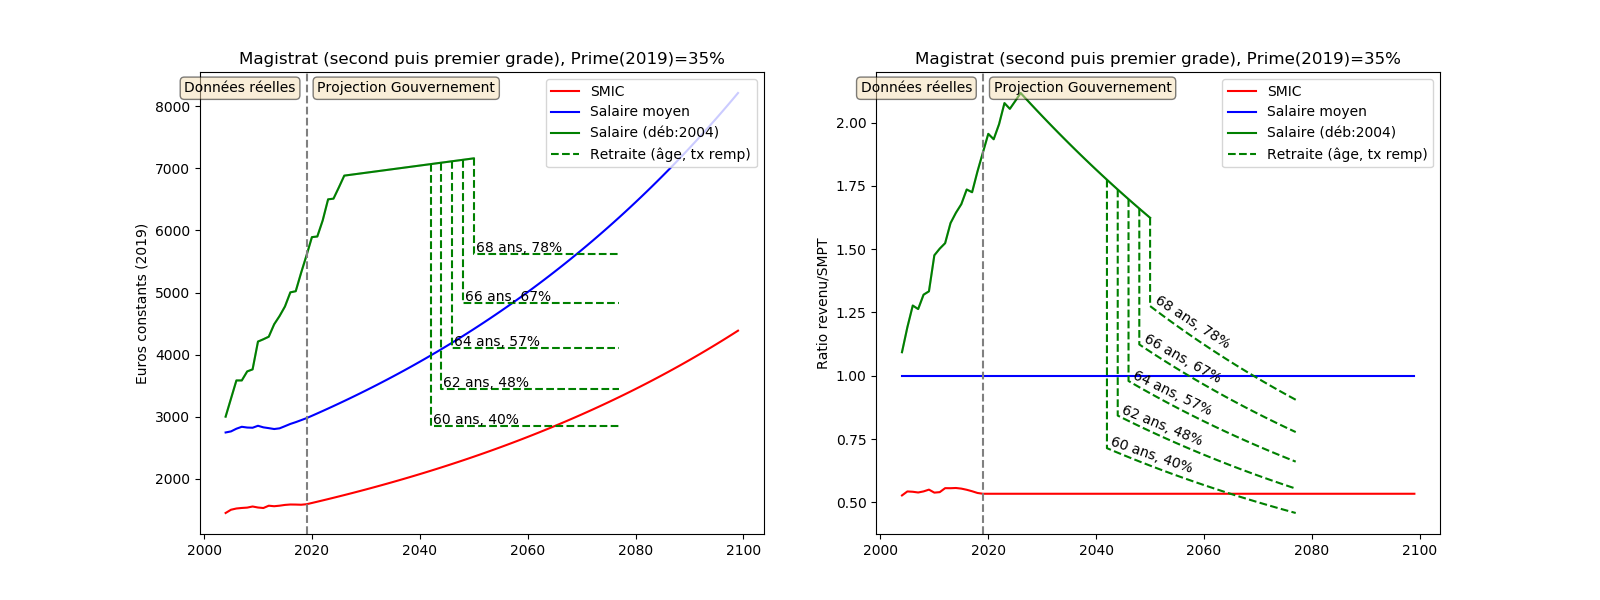 Magistrat (second puis premier grade), Prime(2019)=35%
Données réelles
Projection Gouvernement
SMIC
Salaire moyen
Salaire (déb:2004)
Retraite (âge, tx remp)
Euros constants (2019)
8000
7000
6000
5000
4000
3000
2000
68 ans, 78%
66 ans, 67%
64 ans, 57%
62 ans, 48%
60 ans, 40%
2000 2020 2040 2060 2080 2100
Magistrat (second puis premier grade), Prime(2019)=35%
Données réelles
Projection Gouvernement
SMIC
Salaire moyen
Salaire (déb:2004)
Retraite (âge, tx remp)
Ratio revenu/SMPT
2.00
1.75
1.50
1.25
1.00
0.75
0.50
68 ans, 78%
66 ans, 67%
64 ans, 57%
62 ans, 48%
60 ans, 40%
2000 2020 2040 2060 2080 2100